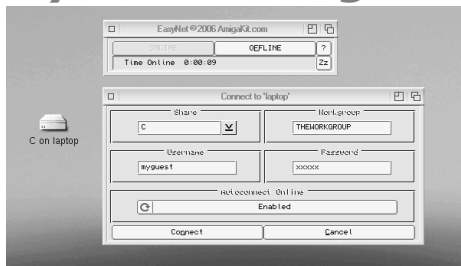 EasyNet ©2006 AmigaKit.com
ONLINE
OFFLINE
?
Time Online 0:00:09
Zz
Connect to "laptop"
Share
Workgroup
C
THEWORKGROUP
C on laptop
Username
Password
myguest
xxxxx
Autoconnect Online
Enabled
Connect
Cancel